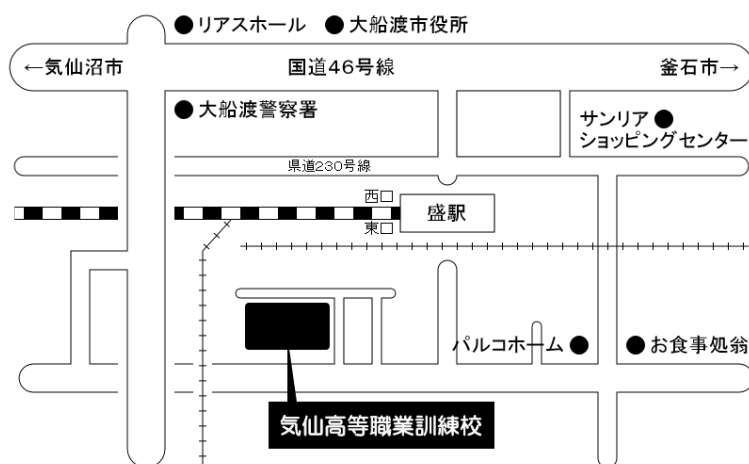 リアスホール
大船渡市役所
←気仙沼市
国道46号線
釜石市→
大船渡警察署
サンリア
ショッピングセンター
県道230号線
西口
盛駅
東口
パルコホーム
お食事処翁
気仙高等職業訓練校